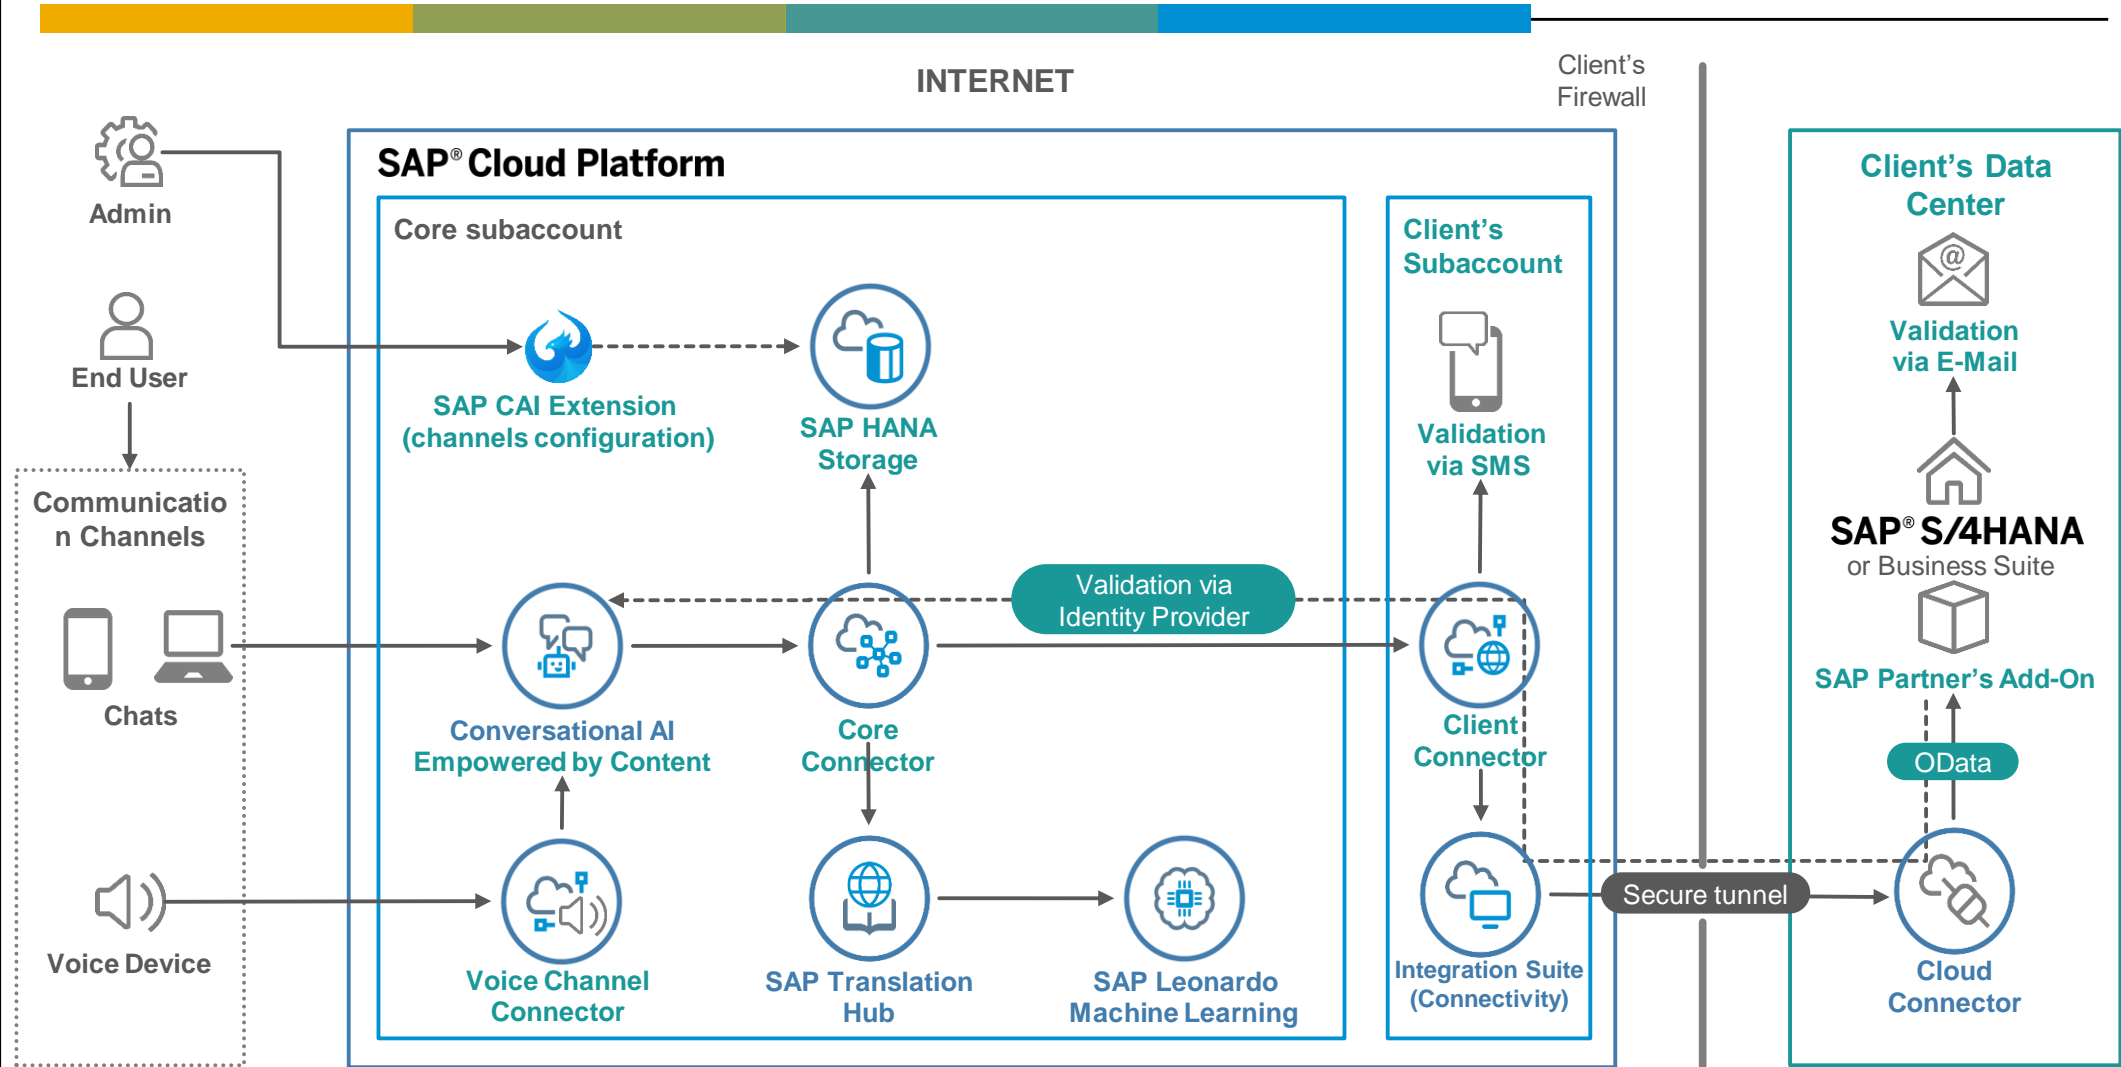 INTERNET
Client's
Firewall
SAP® Cloud Platform
Client's Data
Center
Admin
Core subaccount
Client's
Subaccount
Validation
via E-Mail
End User
SAP CAI Extension
(channels configuration)
SAP HANA
Storage
Validation
via SMS
Communicatio
n Channels
SAP® S/4HANA
or Business Suite
Validation via
Identity Provider
SAP Partner's Add-On
Chats
Conversational AI
Empowered by Content
Core
Connector
Client
Connector
OData
Secure tunnel
Voice Device
Voice Channel
Connector
SAP Translation
Hub
SAP Leonardo
Machine Learning
Integration Suite
(Connectivity)
Cloud
Connector